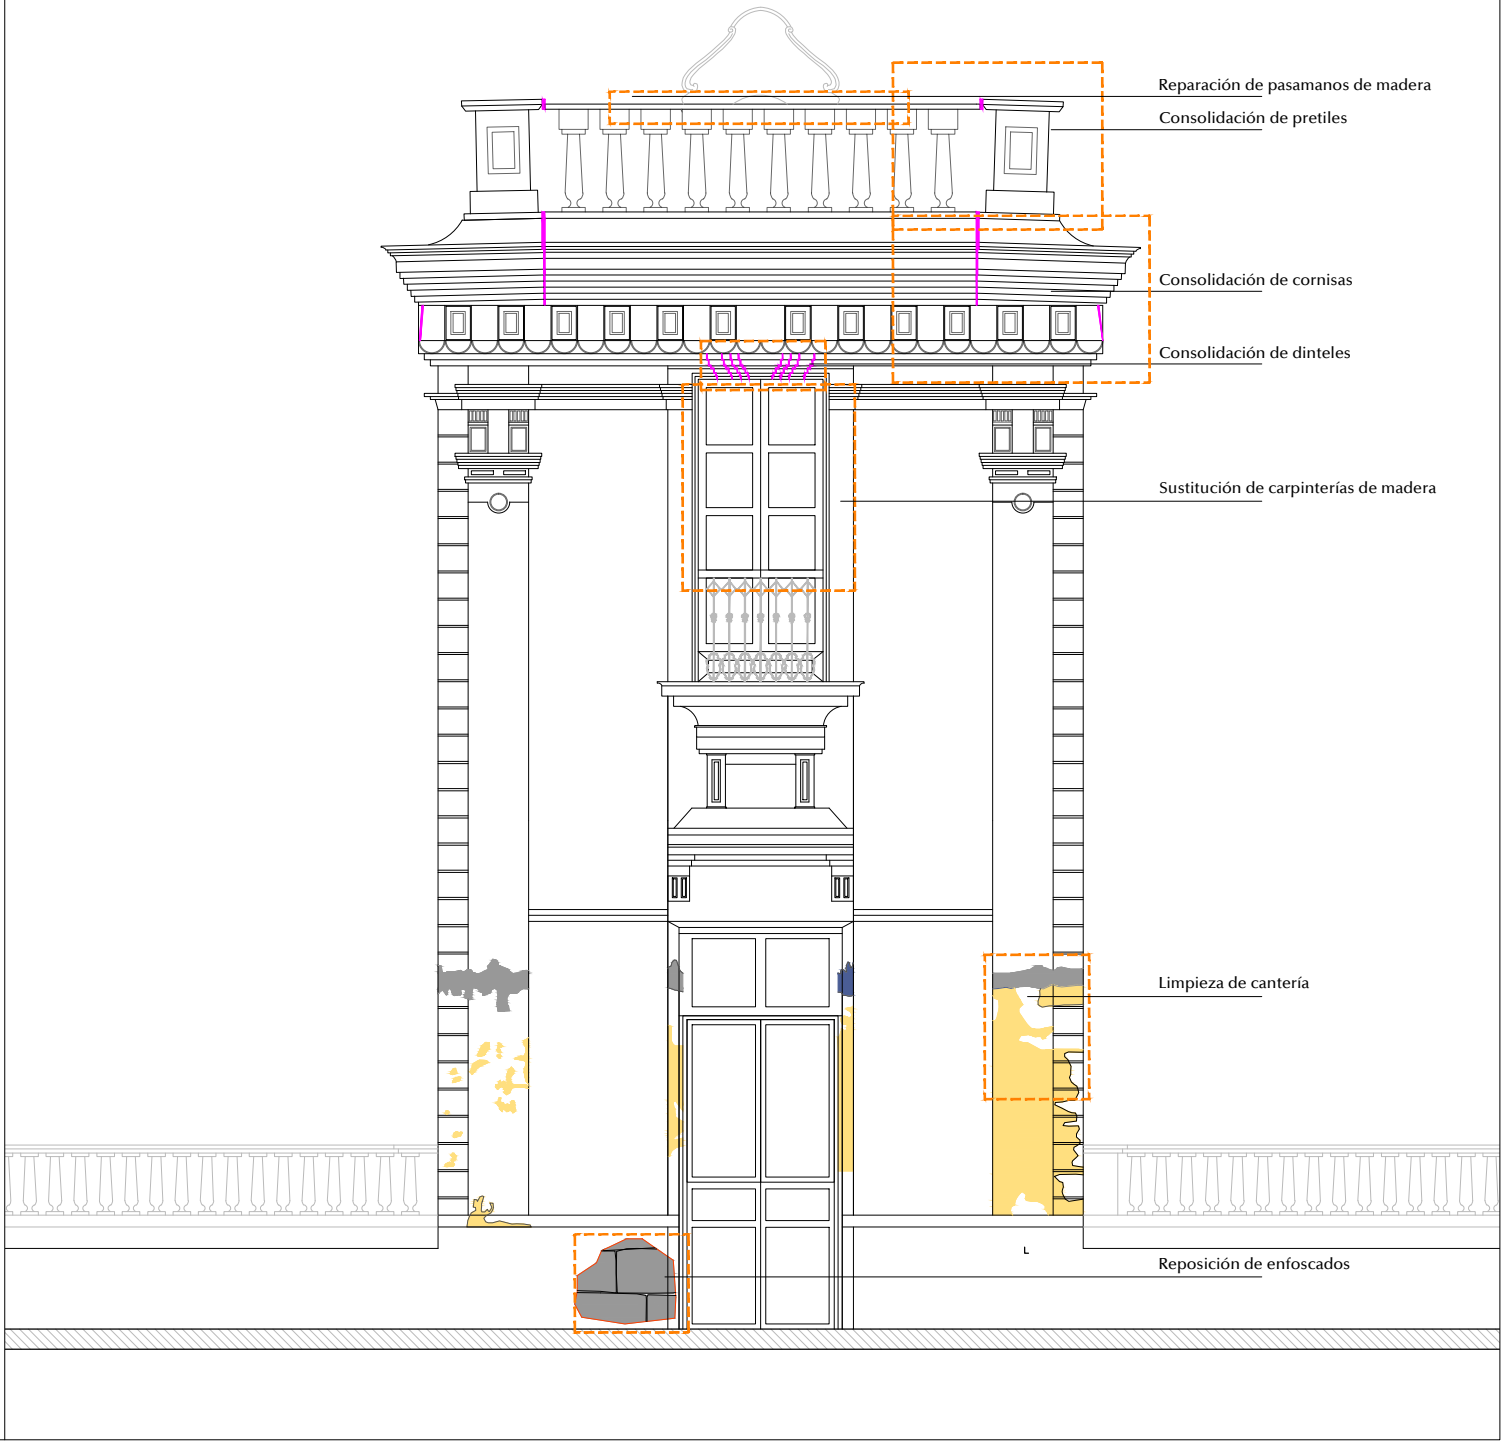 Reparación de pasamanos de madera
Consolidación de pretiles
Consolidación de cornisas
Consolidación de dinteles
Sustitución de carpinterías de madera
Limpieza de cantería
L
Reposición de enfoscados